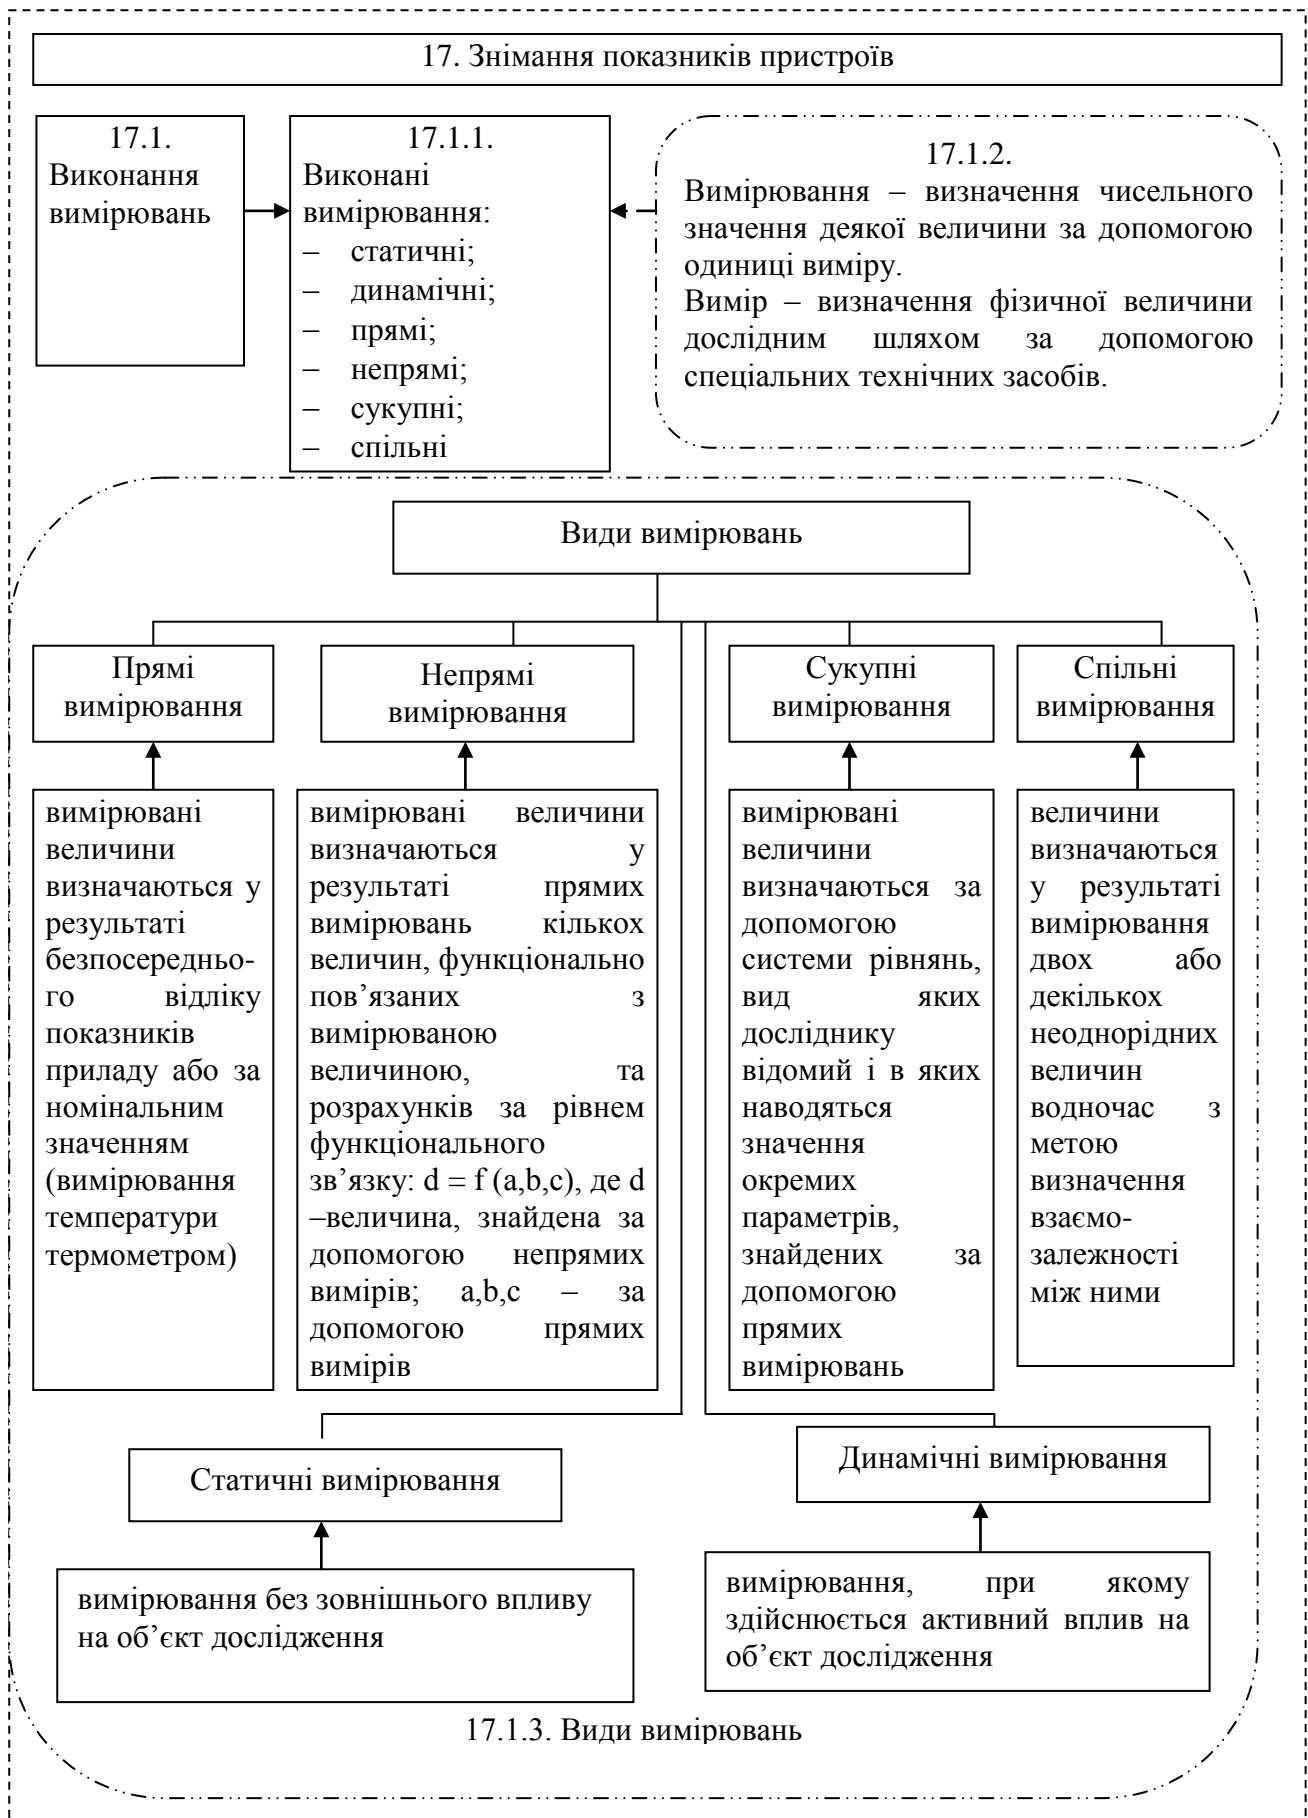 17. Знімання показників пристроїв
17.1.
Виконання
вимірювань
17.1.1.
Виконані
вимірювання:
– статичні;
– динамічні;
– прямі;
– непрямі;
– сукупні;
– спільні
17.1.2.
Вимірювання – визначення чисельного
значення деякої величини за допомогою
одиниці виміру.
Вимір – визначення фізичної величини
дослідним шляхом за допомогою
спеціальних технічних засобів.
Види вимірювань
Прямі
вимірювання
Непрямі
вимірювання
Сукупні
вимірювання
Спільні
вимірювання
вимірювані
величини
визначаються у
результаті
безпосередньо-
го відліку
показників
приладу або за
номінальним
значенням
(вимірювання
температури
термометром)
вимірювані величини
визначаються у
результаті прямих
вимірювань кількох
величин, функціонально
пов’язаних з
вимірюваною
величиною, та
розрахунків за рівнем
функціонального
зв’язку: d = f (a,b,c), де d
–величина, знайдена за
допомогою непрямих
вимірів; a,b,c – за
допомогою прямих
вимірів
вимірювані
величини
визначаються за
допомогою
системи рівнянь,
вид яких
досліднику
відомий і в яких
наводяться
значення
окремих
параметрів,
знайдених за
допомогою
прямих
вимірювань
величини
визначаються
у результаті
вимірювання
двох або
декількох
неоднорідних
величин
водночас з
метою
визначення
взаємо-
залежності
між ними
Статичні вимірювання
Динамічні вимірювання
вимірювання без зовнішнього впливу
на об’єкт дослідження
вимірювання, при якому
здійснюється активний вплив на
об’єкт дослідження
17.1.3. Види вимірювань